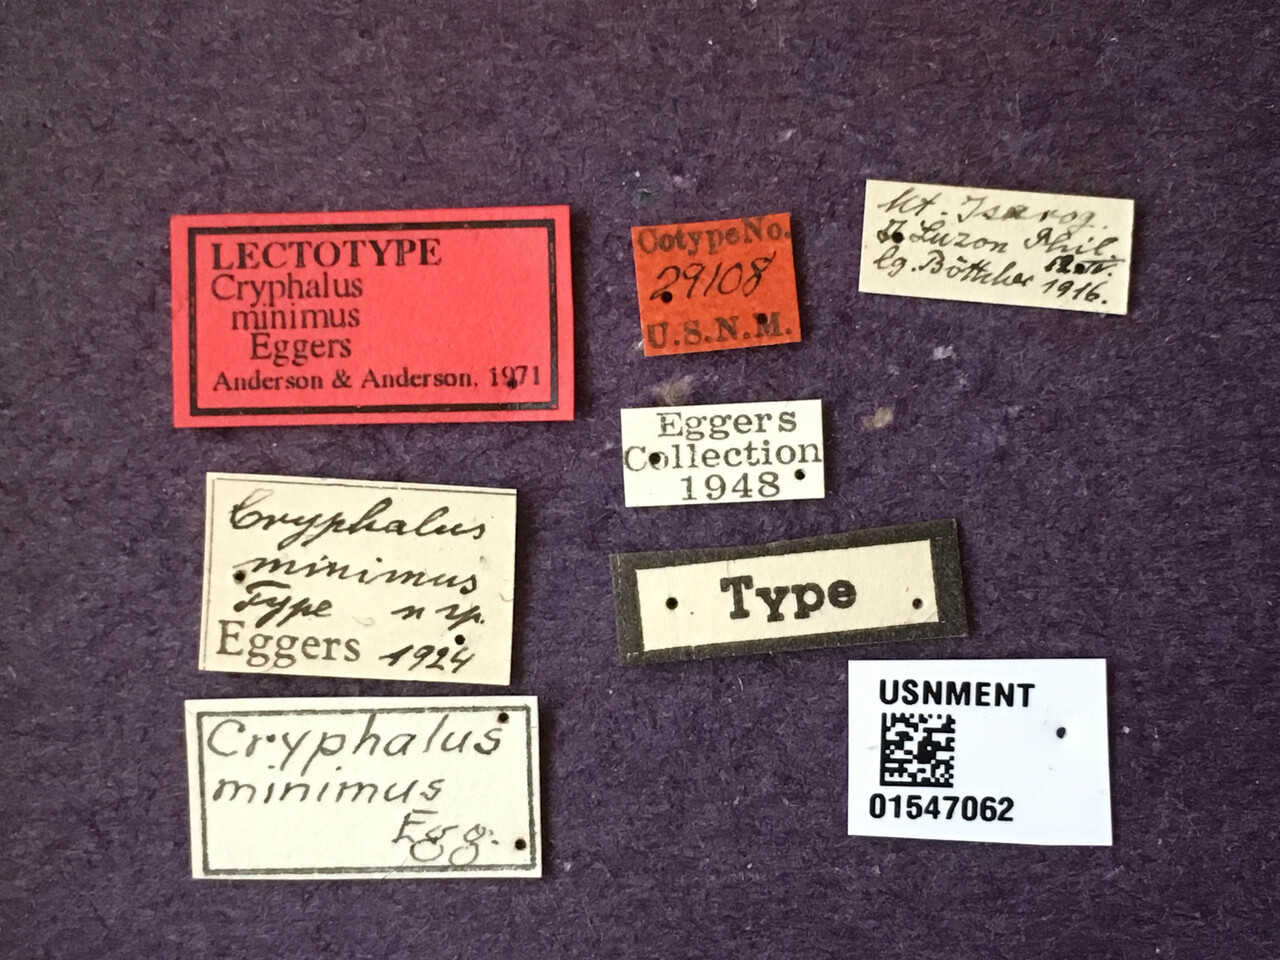 LECTOTYPE
Cryphalus
minimus
Eggers
Anderson & Anderson, 1971
Cotype No.
29108
U.S.N.M.
Mt. Isarog.
Luzon Phil.
lg. Böttcher
1916.
Eggers
Collection
1948
Cryphalus
minimus
Type n sp.
Eggers 1924
Type
Cryphalus
minimus
Egg.
USNMENT
01547062